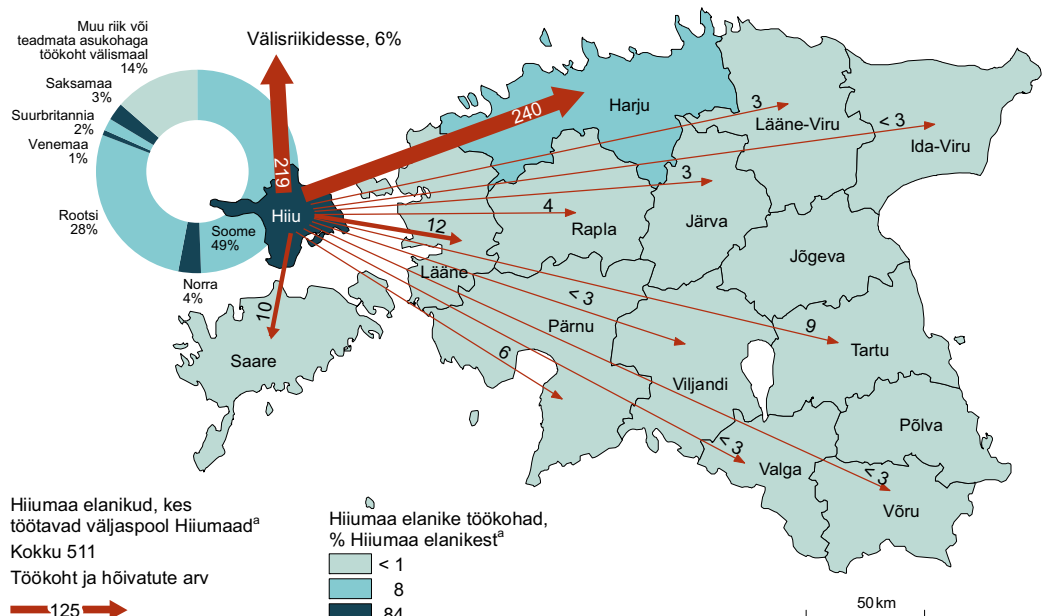 Muu riik või
teadmata asukohaga
töökoht välismaal
14%
Saksamaa
3%
Suurbritannia
2%
Venemaa
1%
Rootsi
28%
Norra
4%
Soome
49%
Välisriikidesse, 6%
219
240
Hiiu
Harju
3
Lääne-Viru
< 3
Ida-Viru
3
Järva
4
Rapla
12
Lääne
Jõgeva
10
Saare
< 3
Pärnu
6
Viljandi
9
Tartu
Põlva
< 3
Valga
< 3
Võru
Hiiumaa elanikud, kes
töötavad väljaspool Hiiumaadᵃ
Kokku 511
Töökoht ja hõivatute arv
125
Hiiumaa elanike töökohad,
% Hiiumaa elanikestᵃ
< 1
8
84
50 km